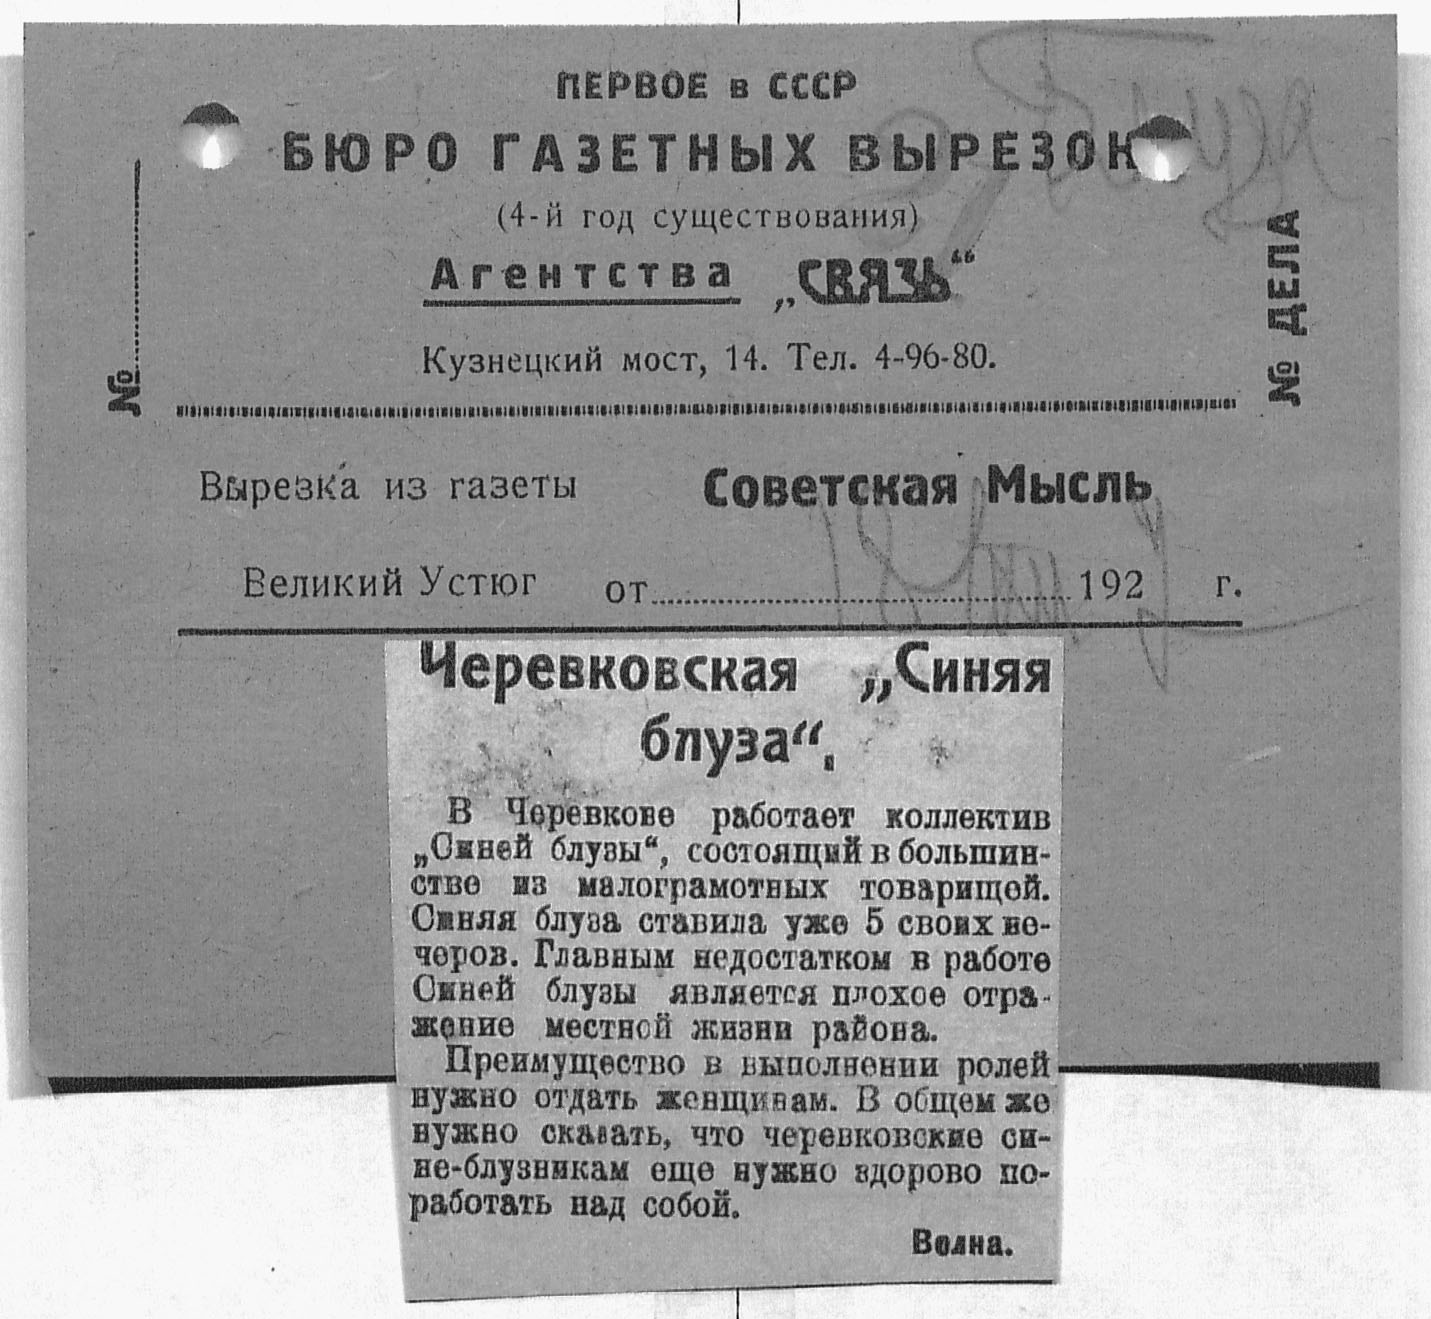 ПЕРВОЕ в СССР
БЮРО ГАЗЕТНЫХ ВЫРЕЗОК
(4-й год существования)
Агентства „СВЯЗЬ“
Кузнецкий мост, 14. Тел. 4-96-80.
№
№ ДЕЛА
Вырезка из газеты Советская Мысль
Великий Устюг от 192 г.
Черевковская „Синяя
блуза“.
В Черевкове работает коллектив
„Синей блузы“, состоящий в большин-
стве из малограмотных товарищей.
Синяя блуза ставила уже 5 своих ве-
черов. Главным недостатком в работе
Синей блузы является плохое отра-
жение местной жизни района.
Преимущество в выполнении ролей
нужно отдать женщинам. В общем же
нужно сказать, что черевковские си-
не-блузникам еще нужно здорово по-
работать над собой.
Волна.